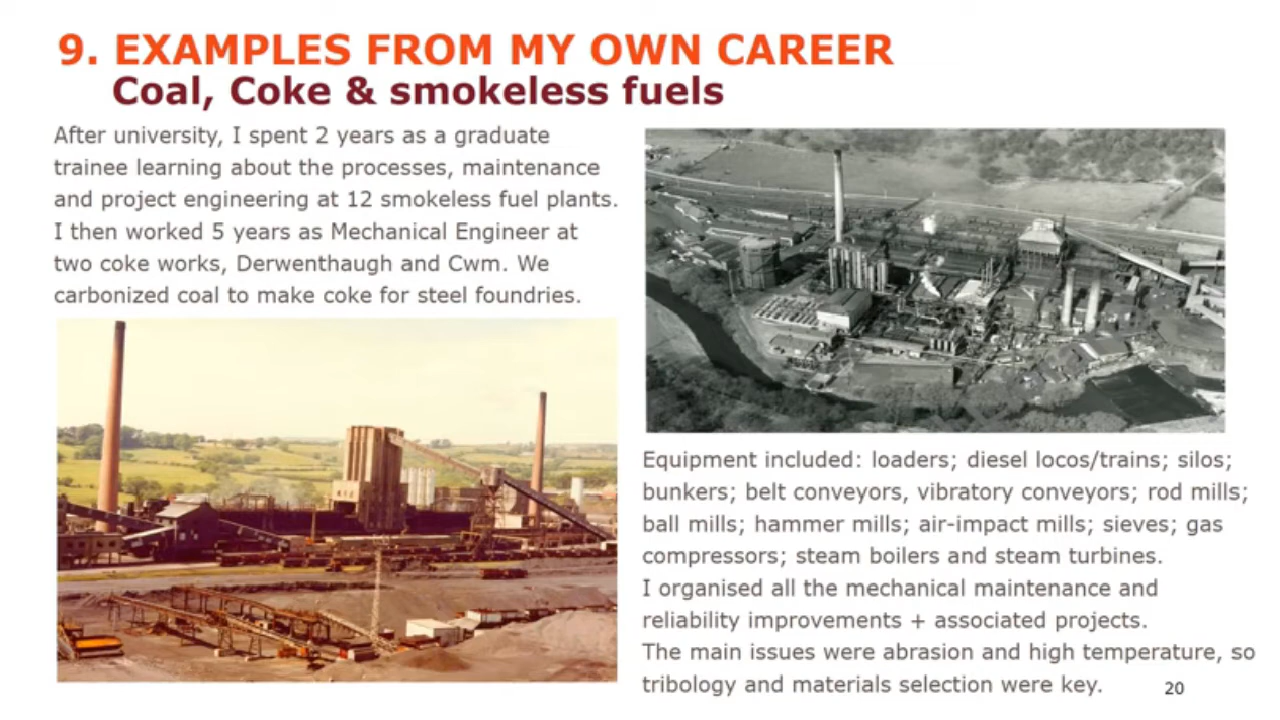 9. EXAMPLES FROM MY OWN CAREER
Coal, Coke & smokeless fuels
After university, I spent 2 years as a graduate
trainee learning about the processes, maintenance
and project engineering at 12 smokeless fuel plants.
I then worked 5 years as Mechanical Engineer at
two coke works, Derwenthaugh and Cwm. We
carbonized coal to make coke for steel foundries.
Equipment included: loaders; diesel locos/trains; silos;
bunkers; belt conveyors, vibratory conveyors; rod mills;
ball mills; hammer mills; air-impact mills; sieves; gas
compressors; steam boilers and steam turbines.
I organised all the mechanical maintenance and
reliability improvements + associated projects.
The main issues were abrasion and high temperature, so
tribology and materials selection were key.
20